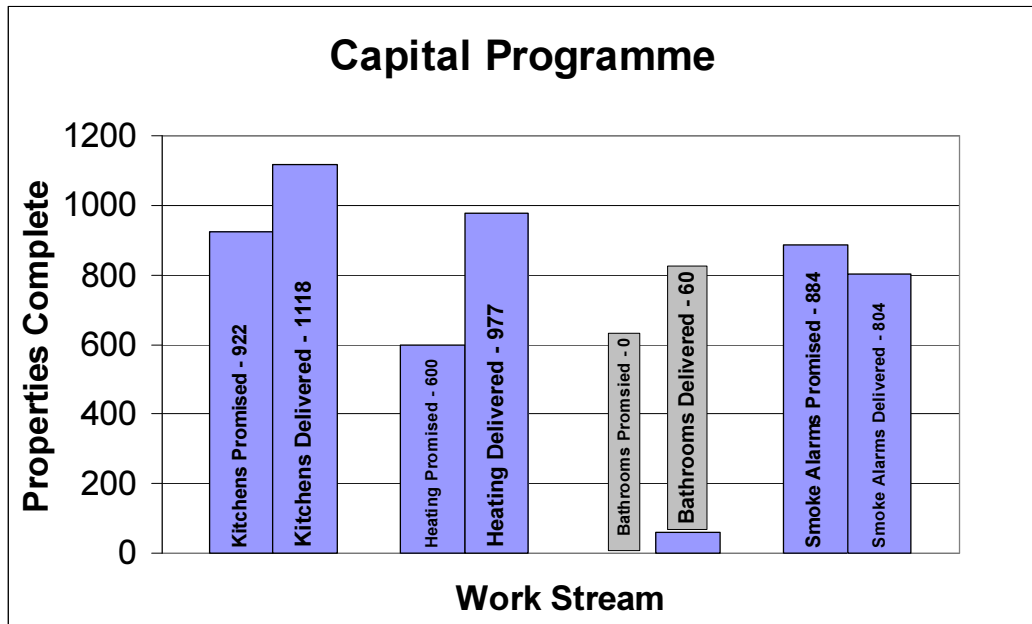 Capital Programme
Properties Complete
1200
1000
800
600
400
200
0
Kitchens Promised - 922
Kitchens Delivered - 1118
Heating Promised - 600
Heating Delivered - 977
Bathrooms Promsied - 0
Bathrooms Delivered - 60
Smoke Alarms Promised - 884
Smoke Alarms Delivered - 804
Work Stream